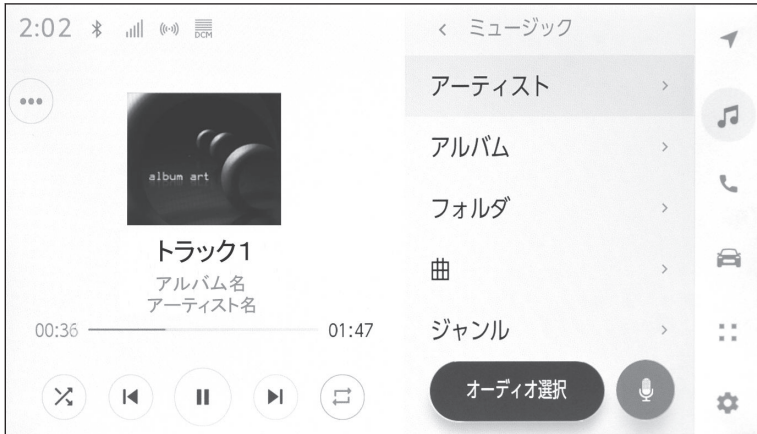 2:02
DCM
album art
トラック1
アルバム名
アーティスト名
00:36
01:47
ミュージック
アーティスト
アルバム
フォルダ
曲
ジャンル
オーディオ選択